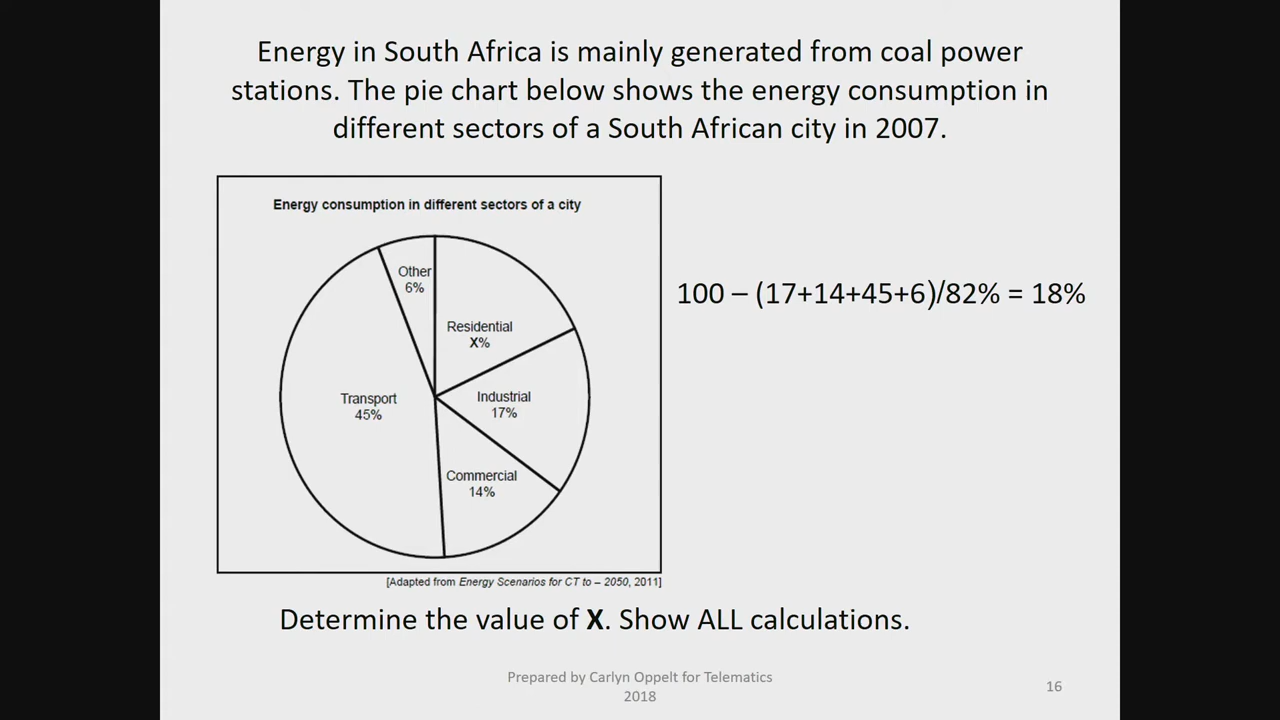 Energy in South Africa is mainly generated from coal power
stations. The pie chart below shows the energy consumption in
different sectors of a South African city in 2007.
Energy consumption in different sectors of a city
Other
6%
Residential
X%
Industrial
17%
Commercial
14%
Transport
45%
100 – (17+14+45+6)/82% = 18%
[Adapted from Energy Scenarios for CT to – 2050, 2011]
Determine the value of X. Show ALL calculations.
Prepared by Carlyn Oppelt for Telematics
2018
16